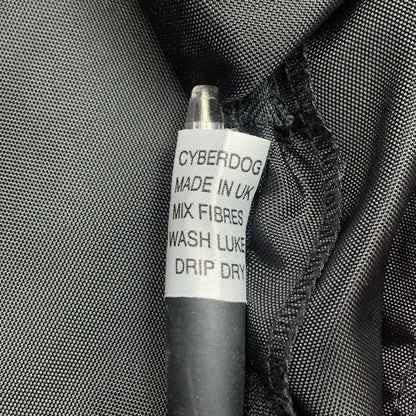 CYBERDOG
MADE IN UK
MIX FIBRES
WASH LUKE
DRIP DRY